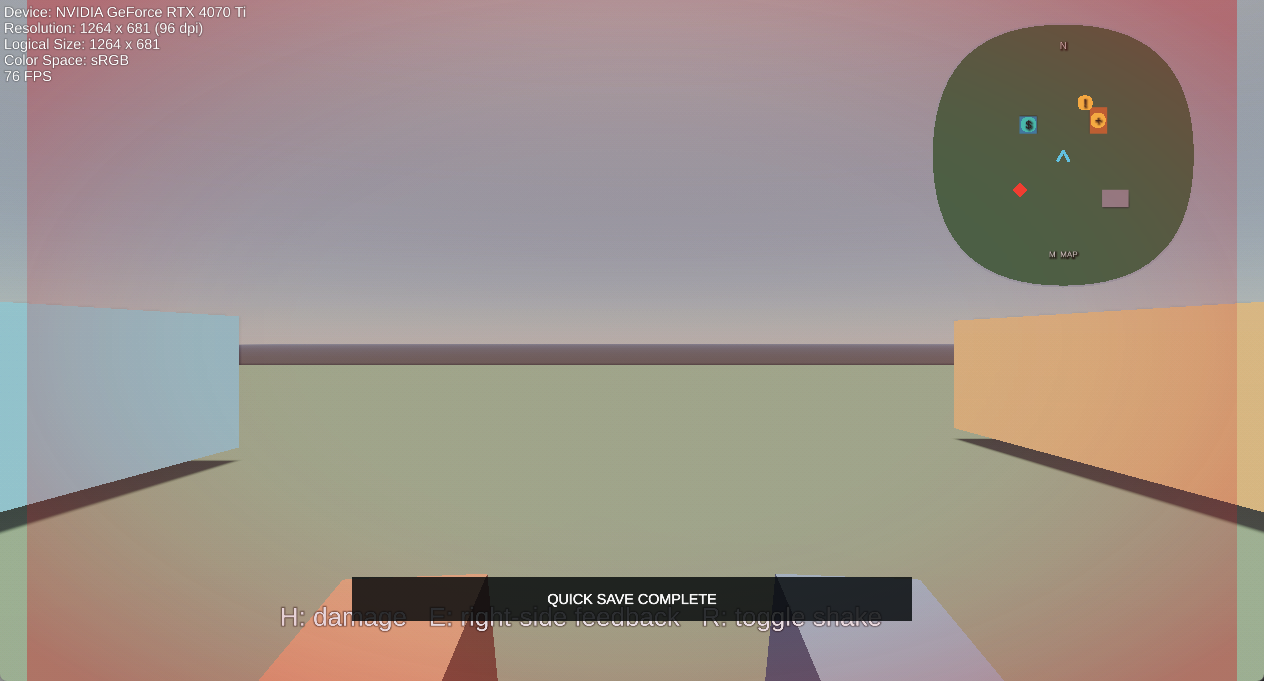 Device: NVIDIA GeForce RTX 4070 Ti
Resolution: 1264 x 681 (96 dpi)
Logical Size: 1264 x 681
Color Space: sRGB
76 FPS
N
$
M MAP
QUICK SAVE COMPLETE
H: damage E: right-side feedback R: toggle shake